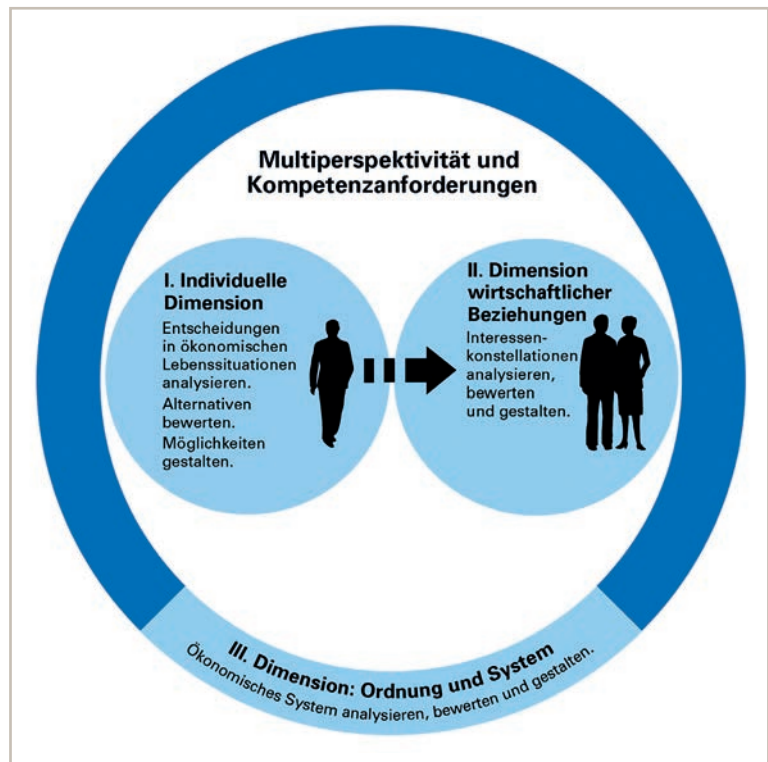 Multiperspektivität und
Kompetenzanforderungen
I. Individuelle
Dimension
Entscheidungen
in ökonomischen
Lebenssituationen
analysieren.
Alternativen
bewerten.
Möglichkeiten
gestalten.
II. Dimension
wirtschaftlicher
Beziehungen
Interessen-
konstellationen
analysieren,
bewerten
und gestalten.
III. Dimension: Ordnung und System
Ökonomisches System analysieren, bewerten und gestalten.